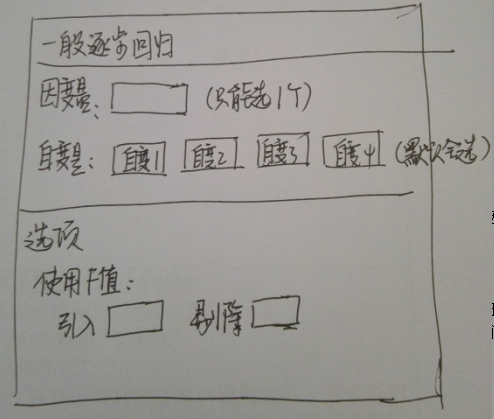 一般逐步回归
因变量: (只能选1个)
自变量: 自变1 自变2 自变3 自变4 (默认全选)
选项
使用F值:
引入 剔除